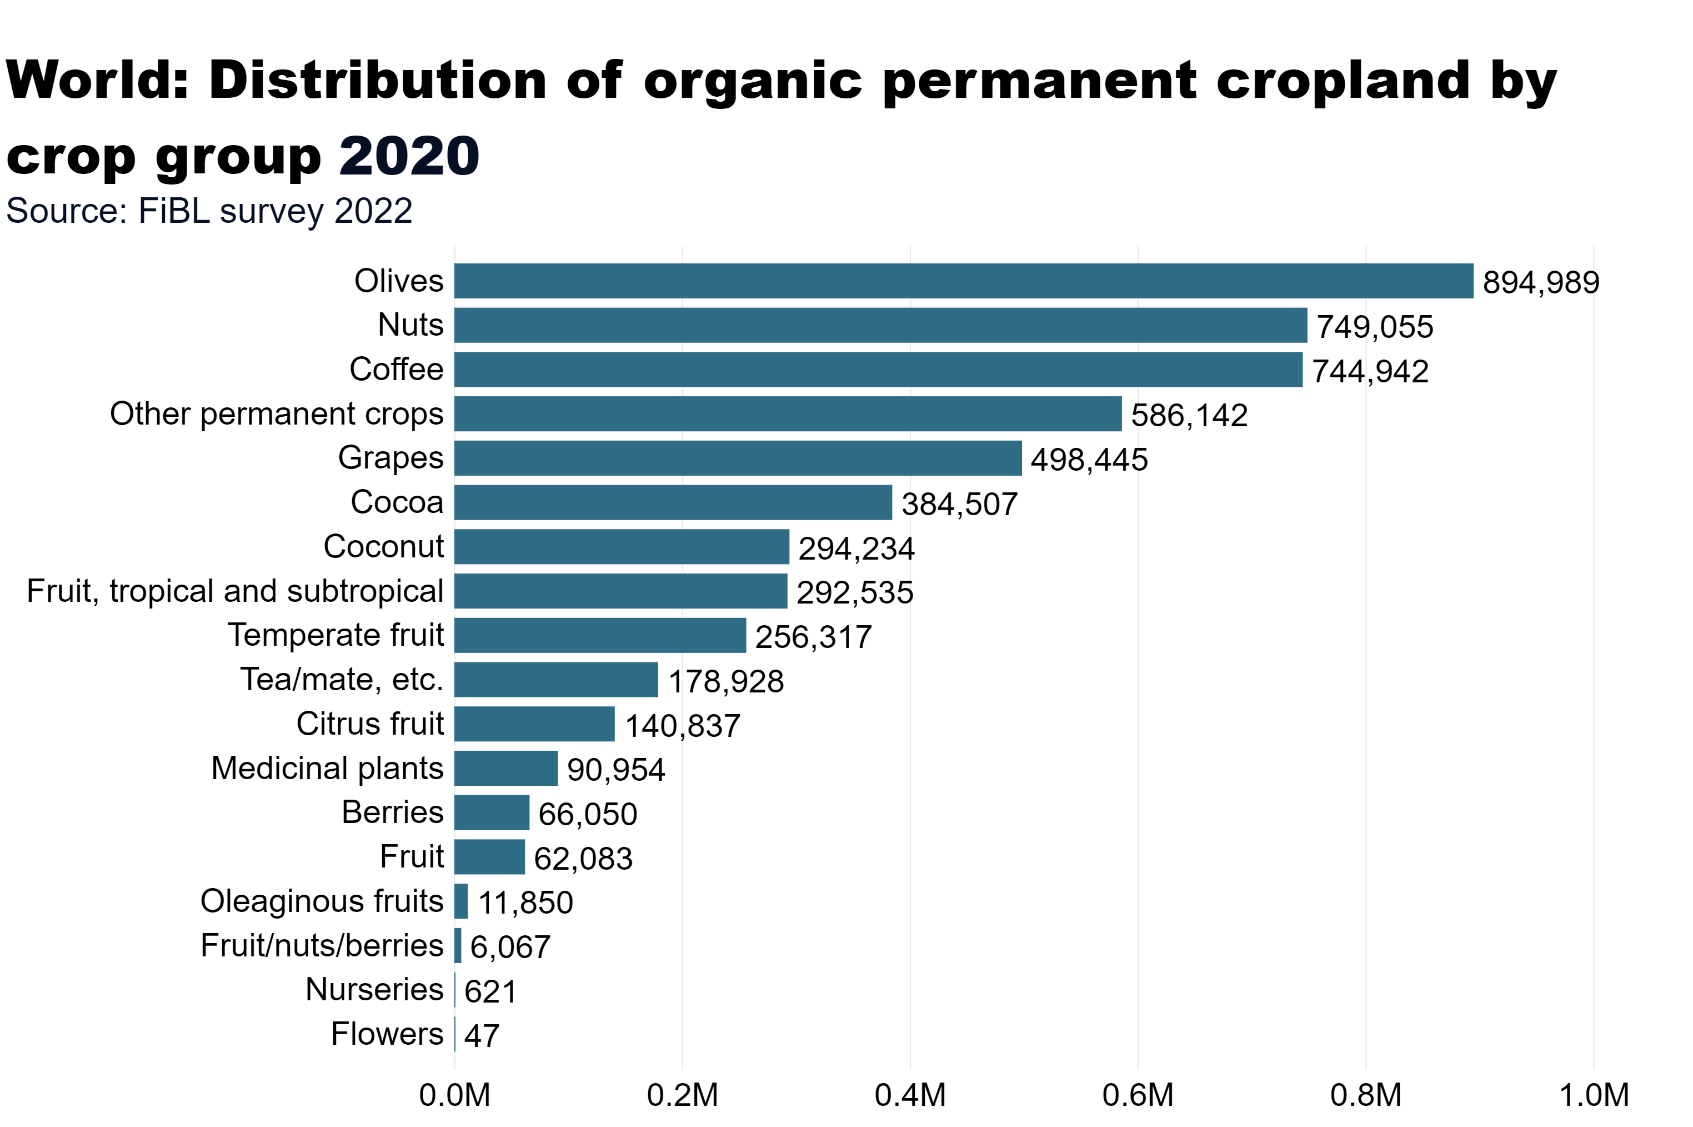 World: Distribution of organic permanent cropland by
crop group 2020
Source: FiBL survey 2022
Olives 894,989
Nuts 749,055
Coffee 744,942
Other permanent crops 586,142
Grapes 498,445
Cocoa 384,507
Coconut 294,234
Fruit, tropical and subtropical 292,535
Temperate fruit 256,317
Tea/mate, etc. 178,928
Citrus fruit 140,837
Medicinal plants 90,954
Berries 66,050
Fruit 62,083
Oleaginous fruits 11,850
Fruit/nuts/berries 6,067
Nurseries 621
Flowers 47
0.0M 0.2M 0.4M 0.6M 0.8M 1.0M